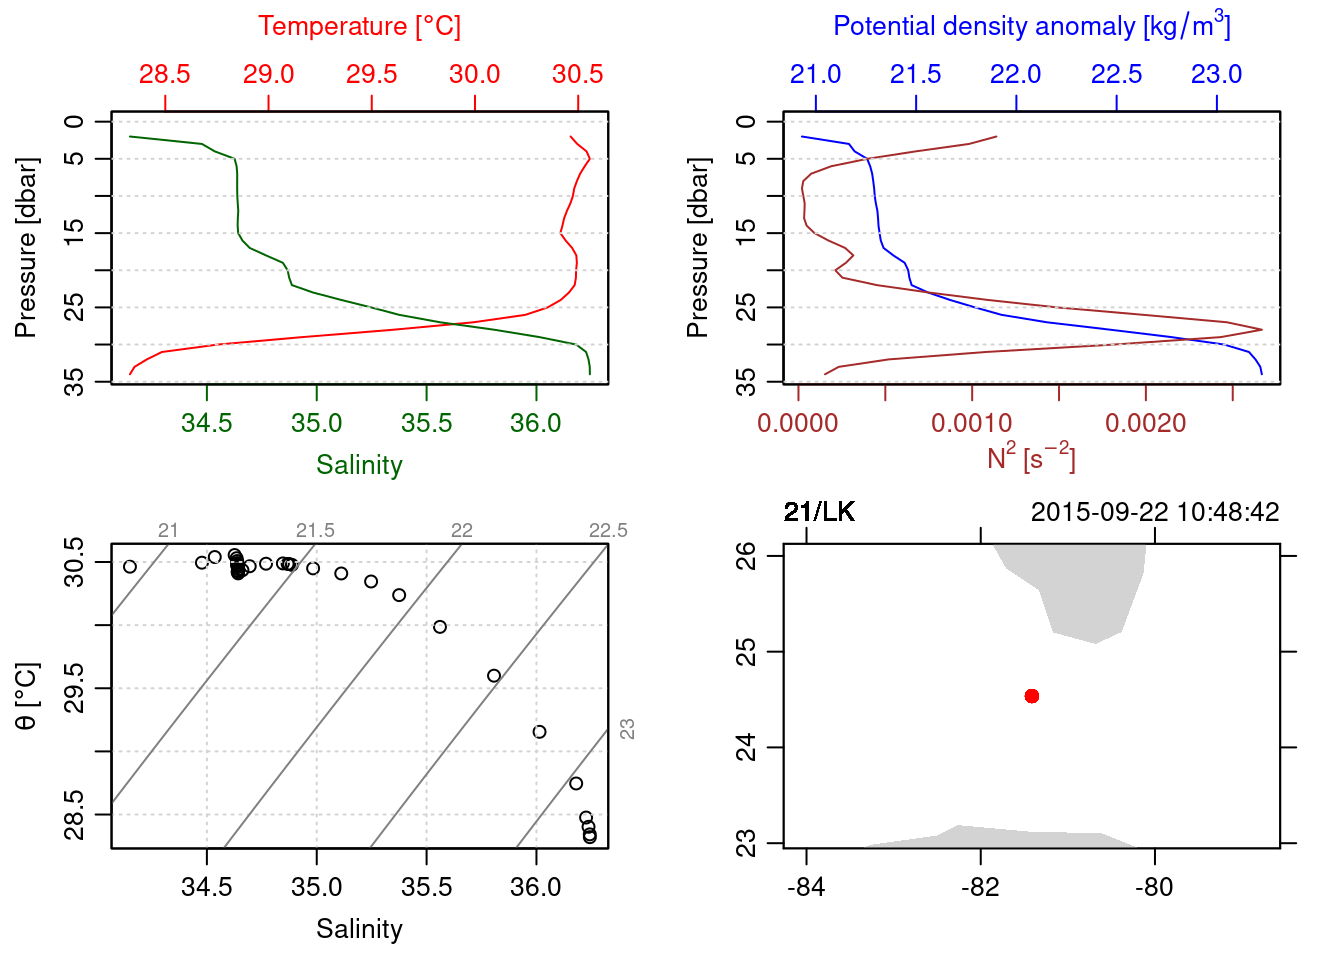 Temperature [°C]
28.5 29.0 29.5 30.0 30.5
Pressure [dbar]
0
5
15
25
35
34.5 35.0 35.5 36.0
Salinity
Potential density anomaly [kg/m³]
21.0 21.5 22.0 22.5 23.0
Pressure [dbar]
0
5
15
25
35
0.0000 0.0010 0.0020
N² [s⁻²]
21 21.5 22 22.5
23
θ [°C]
30.5
29.5
28.5
34.5 35.0 35.5 36.0
Salinity
21/LK 2015-09-22 10:48:42
26
25
24
23
-84 -82 -80